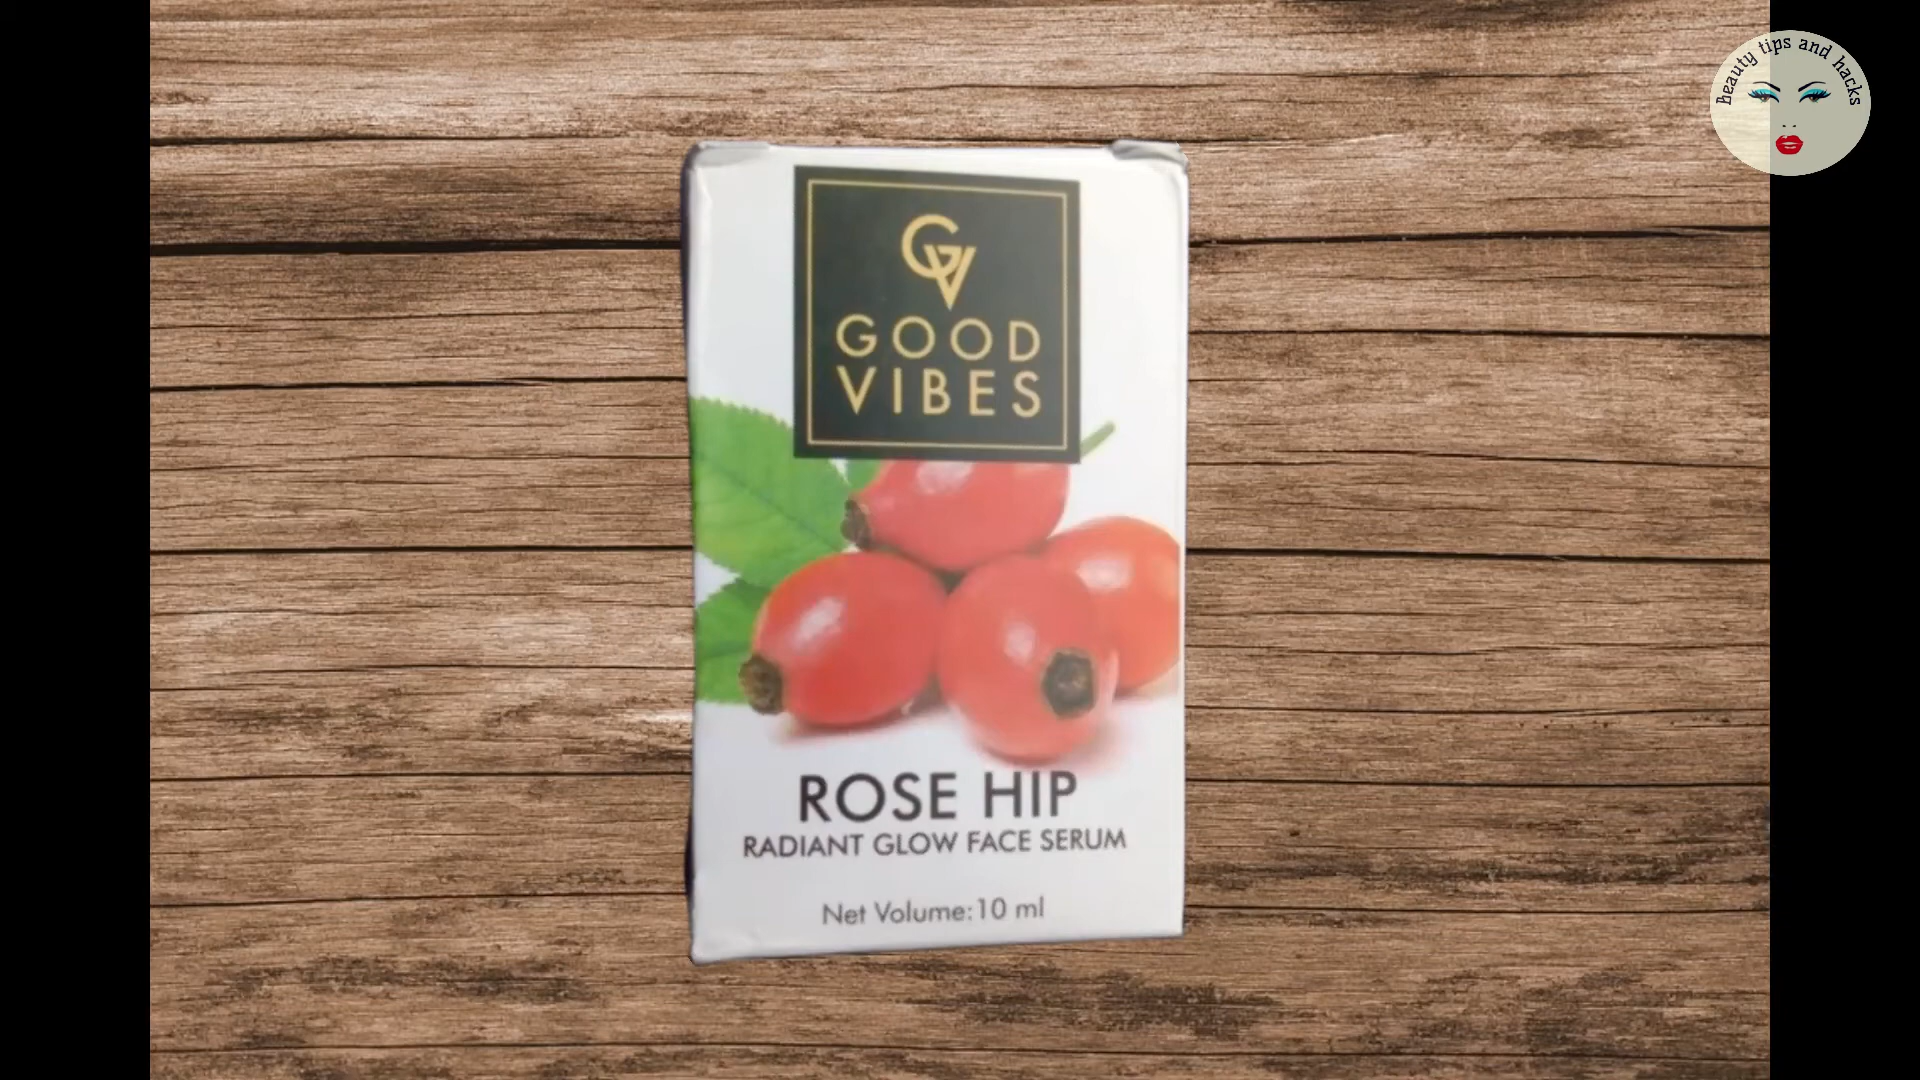 Beauty tips and hacks
GV
GOOD
VIBES
ROSE HIP
RADIANT GLOW FACE SERUM
Net Volume:10 ml